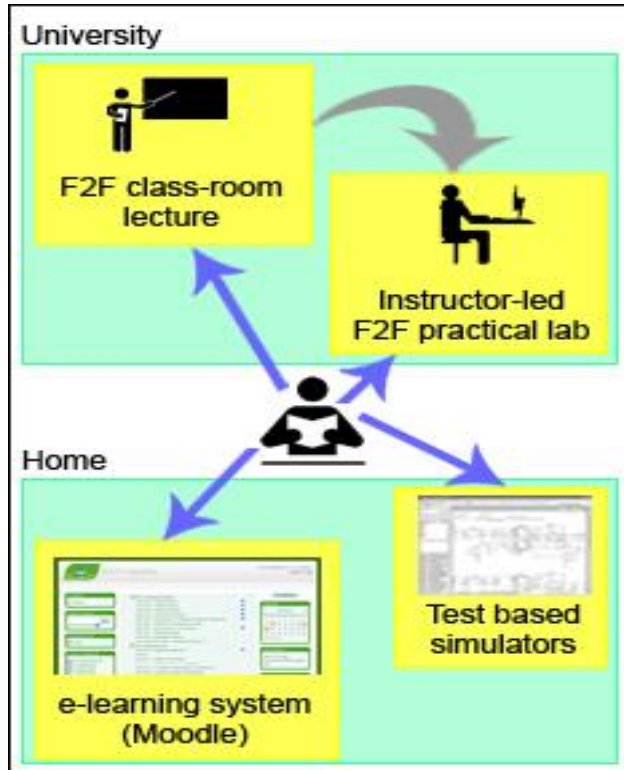 University
F2F class-room
lecture
Instructor-led
F2F practical lab
Home
Test based
simulators
e-learning system
(Moodle)